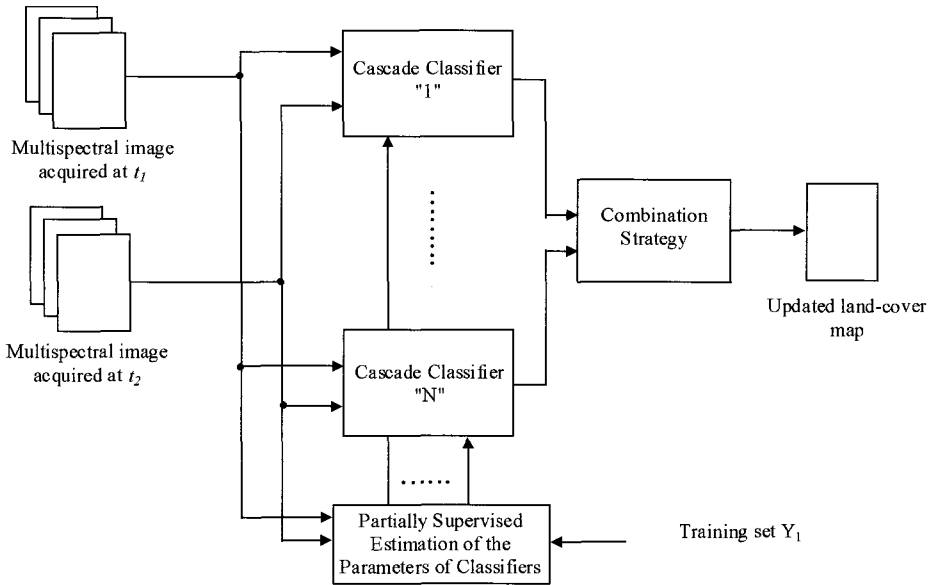 Multispectral image
acquired at t1
Multispectral image
acquired at t2
Cascade Classifier
"1"
Cascade Classifier
"N"
Partially Supervised
Estimation of the
Parameters of Classifiers
Training set Y1
Combination
Strategy
Updated land-cover
map